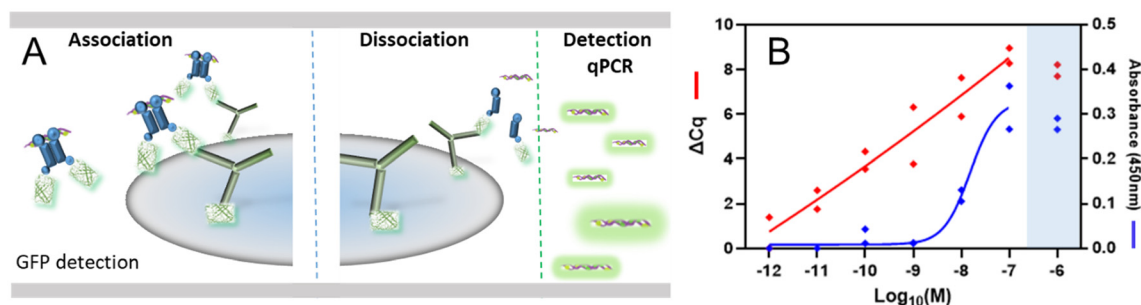 A
Association
Dissociation
Detection
qPCR
GFP detection
B
ΔCq
10
8
6
4
2
0
0.5
0.4
0.3
0.2
0.1
0.0
Absorbance (450nm)
-12 -11 -10 -9 -8 -7 -6
Log10(M)